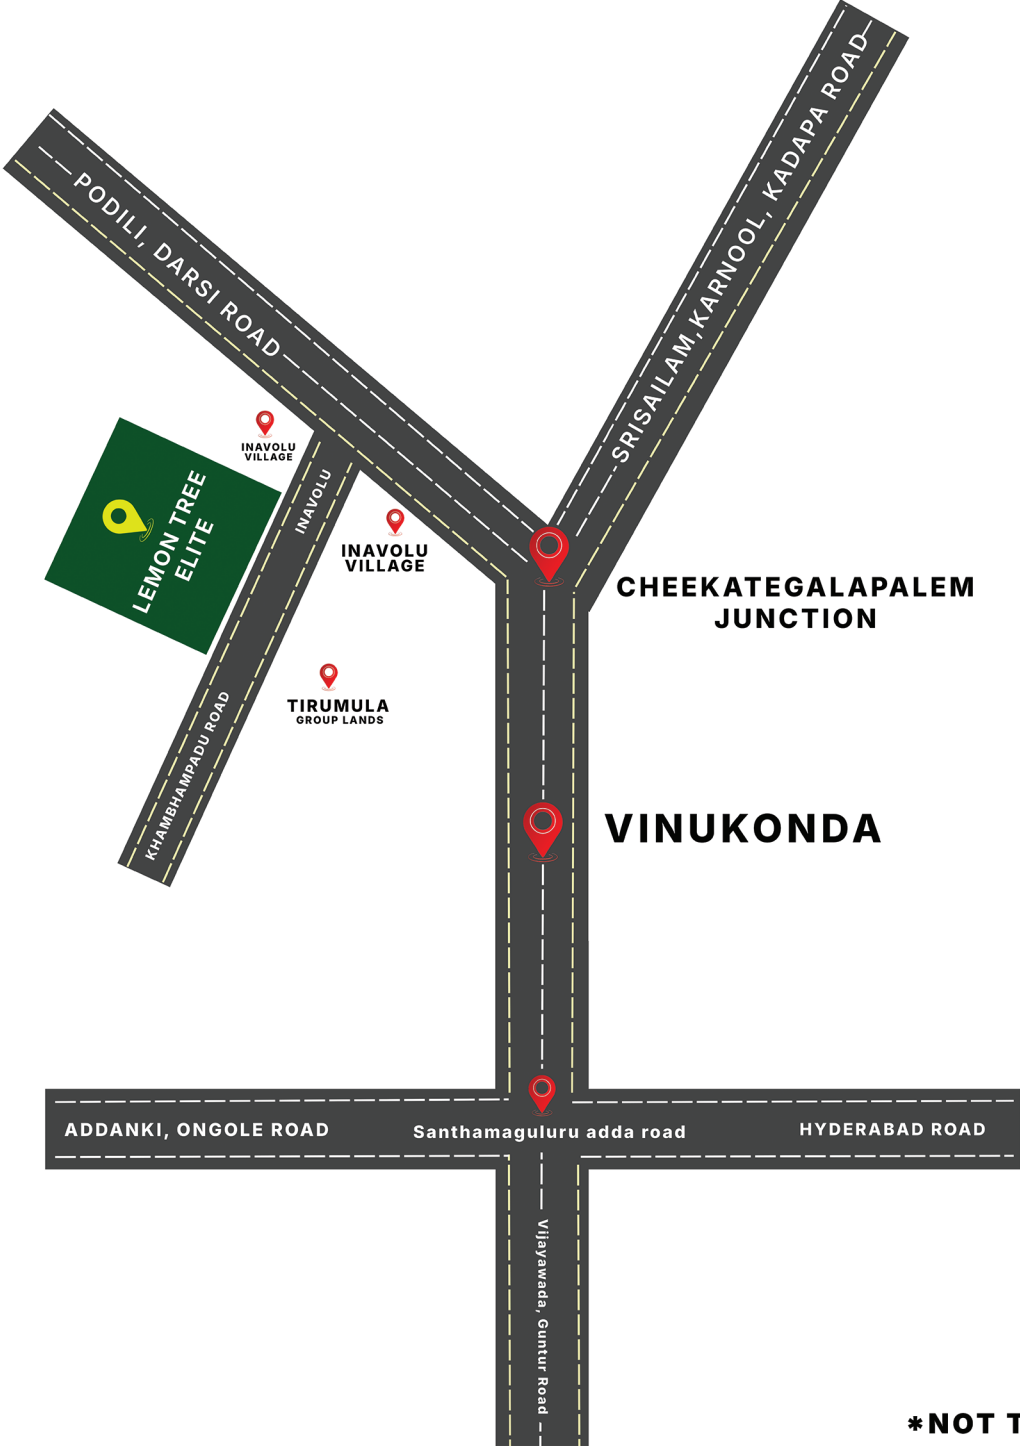 SRISAILAM,KARNOOL, KADAPA ROAD
PODILI, DARSI ROAD
INAVOLU
VILLAGE
INAVOLU
LEMON TREE
ELITE
INAVOLU
VILLAGE
CHEEKATEGALAPALEM
JUNCTION
TIRUMULA
GROUP LANDS
KHAMBHAMPADU ROAD
VINUKONDA
ADDANKI, ONGOLE ROAD
Santhamaguluru adda road
HYDERABAD ROAD
Vijayawada, Guntur Road
*NOT T